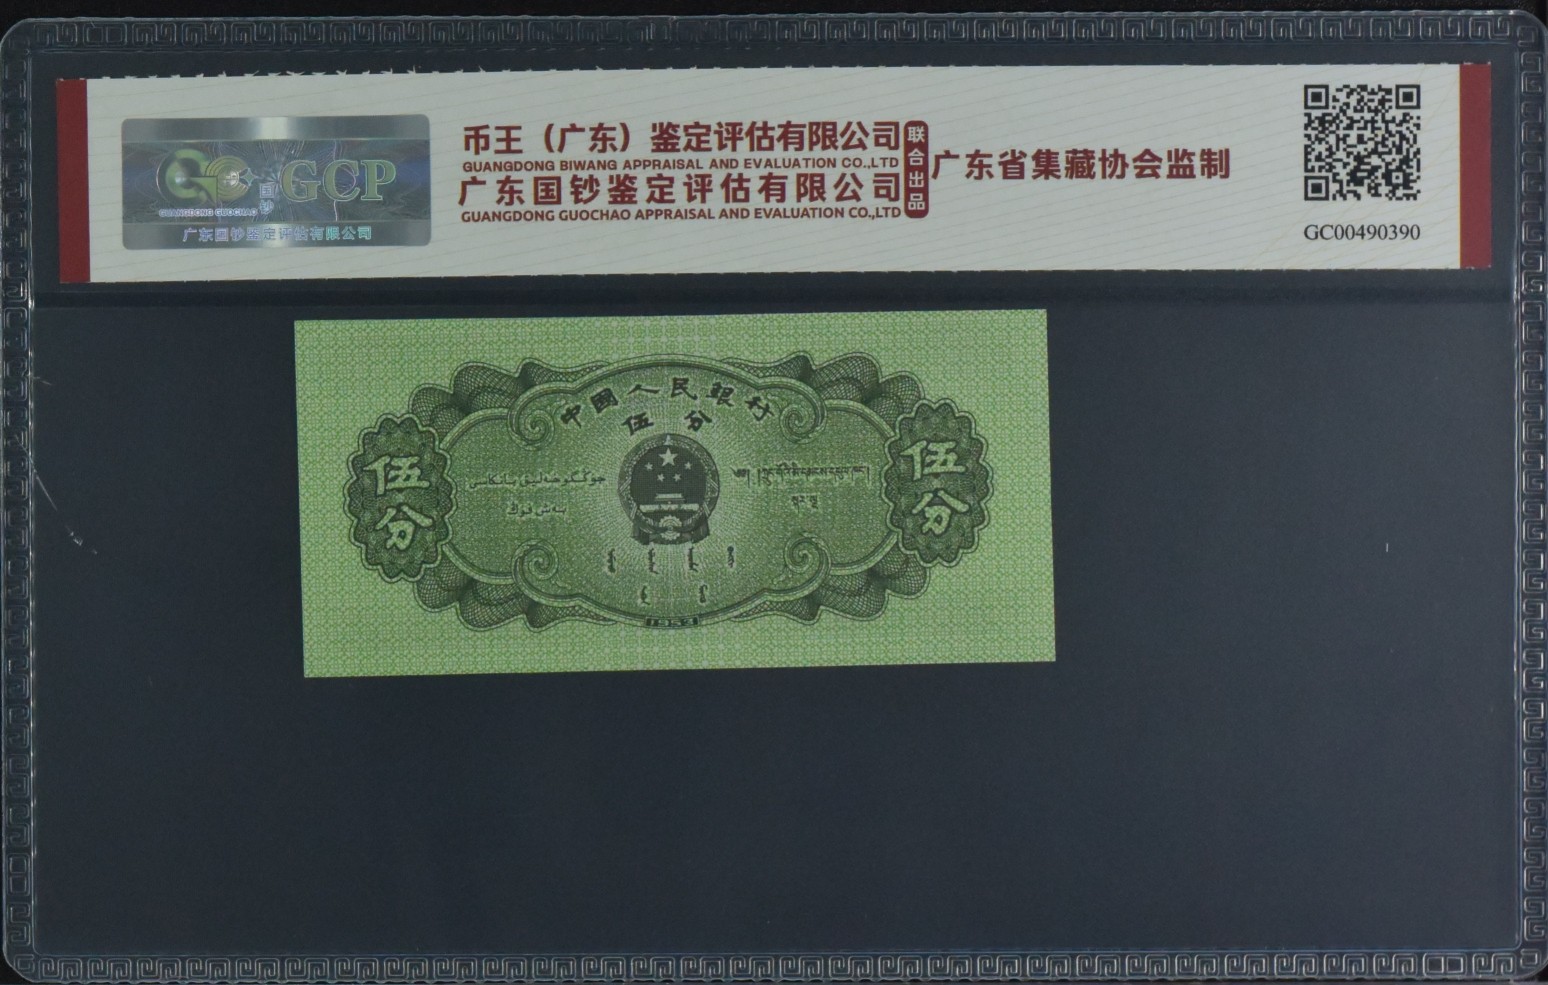 币王（广东）鉴定评估有限公司
GUANGDONG BIWANG APPRAISAL AND EVALUATION CO.,LTD
广东国钞鉴定评估有限公司
GUANGDONG GUOCHAO APPRAISAL AND EVALUATION CO.,LTD
联合出品
广东省集藏协会监制
GC00490390
GC
国钞
GCP
GUANGDONG GUOCHAO
广东国钞鉴定评估有限公司
中國人民銀行
伍分
伍分
伍分
1953